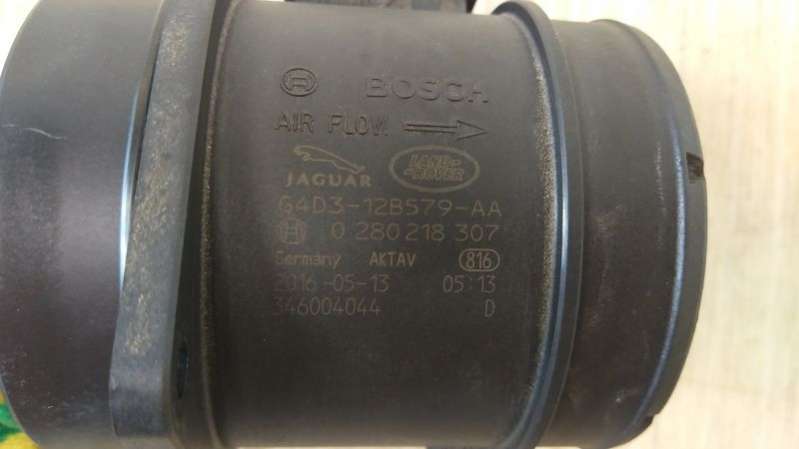 BOSCH
AIR FLOW
JAGUAR LAND-ROVER
G4D3-12B579-AA
0 280 218 307
Germany AKTAV 816
2016-05-13 05:13
346004044 D